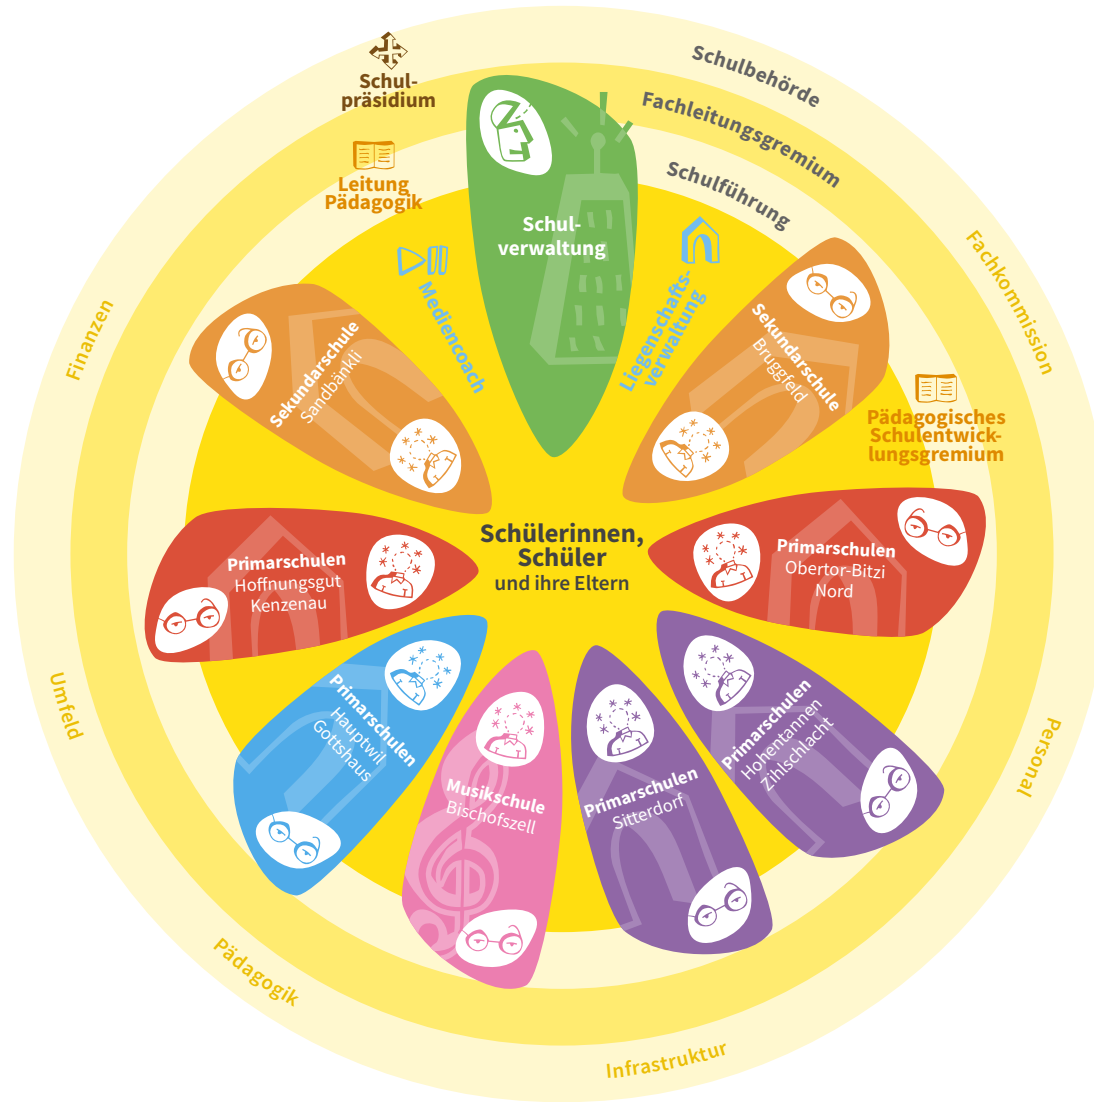 Schul-
präsidium
Schulbehörde
Fachleitungsgremium
Schulführung
Leitung
Pädagogik
Mediencoach
Schul-
verwaltung
Liegenschafts-
verwaltung
Fachkommission
Finanzen
Sekundarschule
Sandbänkli
Sekundarschule
Bruggfeld
Pädagogisches
Schulentwick-
lungsgremium
Schülerinnen,
Schüler
und ihre Eltern
Primarschulen
Hoffnungsgut
Kenzenau
Primarschulen
Obertor-Bitzi
Nord
Umfeld
Primarschulen
Hauptwil
Gottshaus
Musikschule
Bischofszell
Primarschulen
Sitterdorf
Primarschulen
Hohentannen
Zihlschlacht
Personal
Pädagogik
Infrastruktur